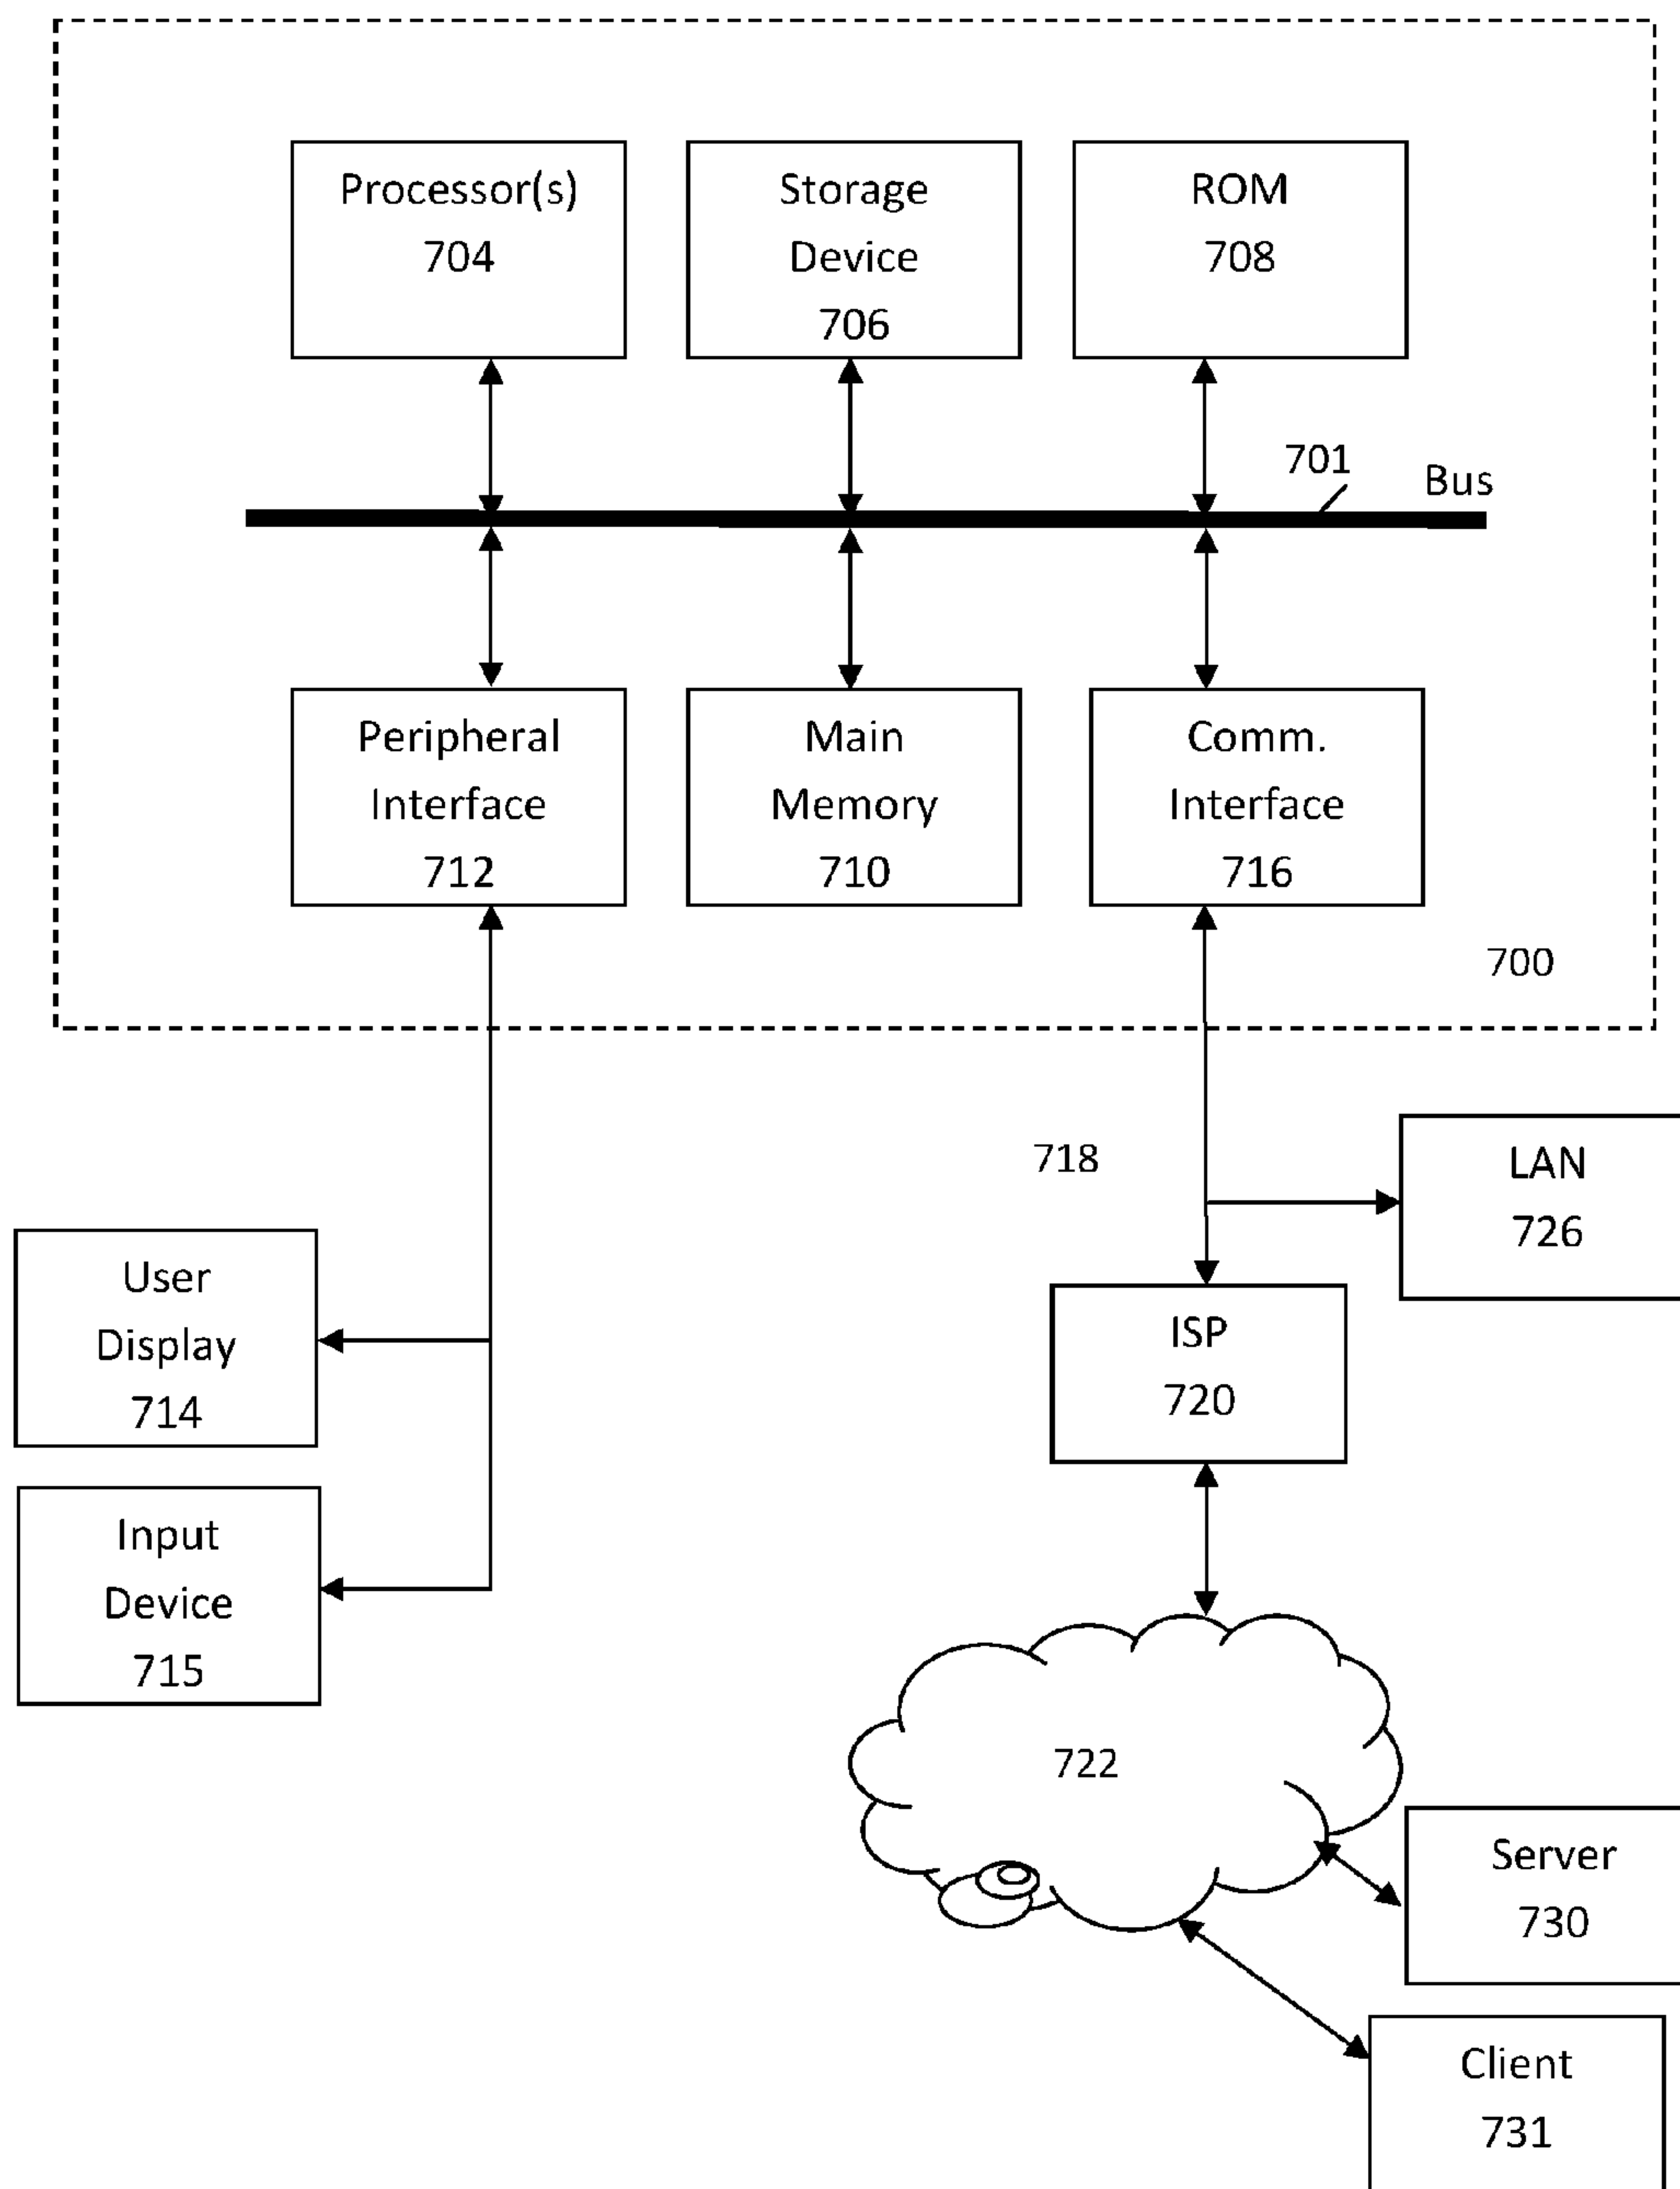 Processor(s)
704
Storage
Device
706
ROM
708
701
Bus
Peripheral
Interface
712
Main
Memory
710
Comm.
Interface
716
700
718
LAN
726
User
Display
714
ISP
720
Input
Device
715
722
Server
730
Client
731